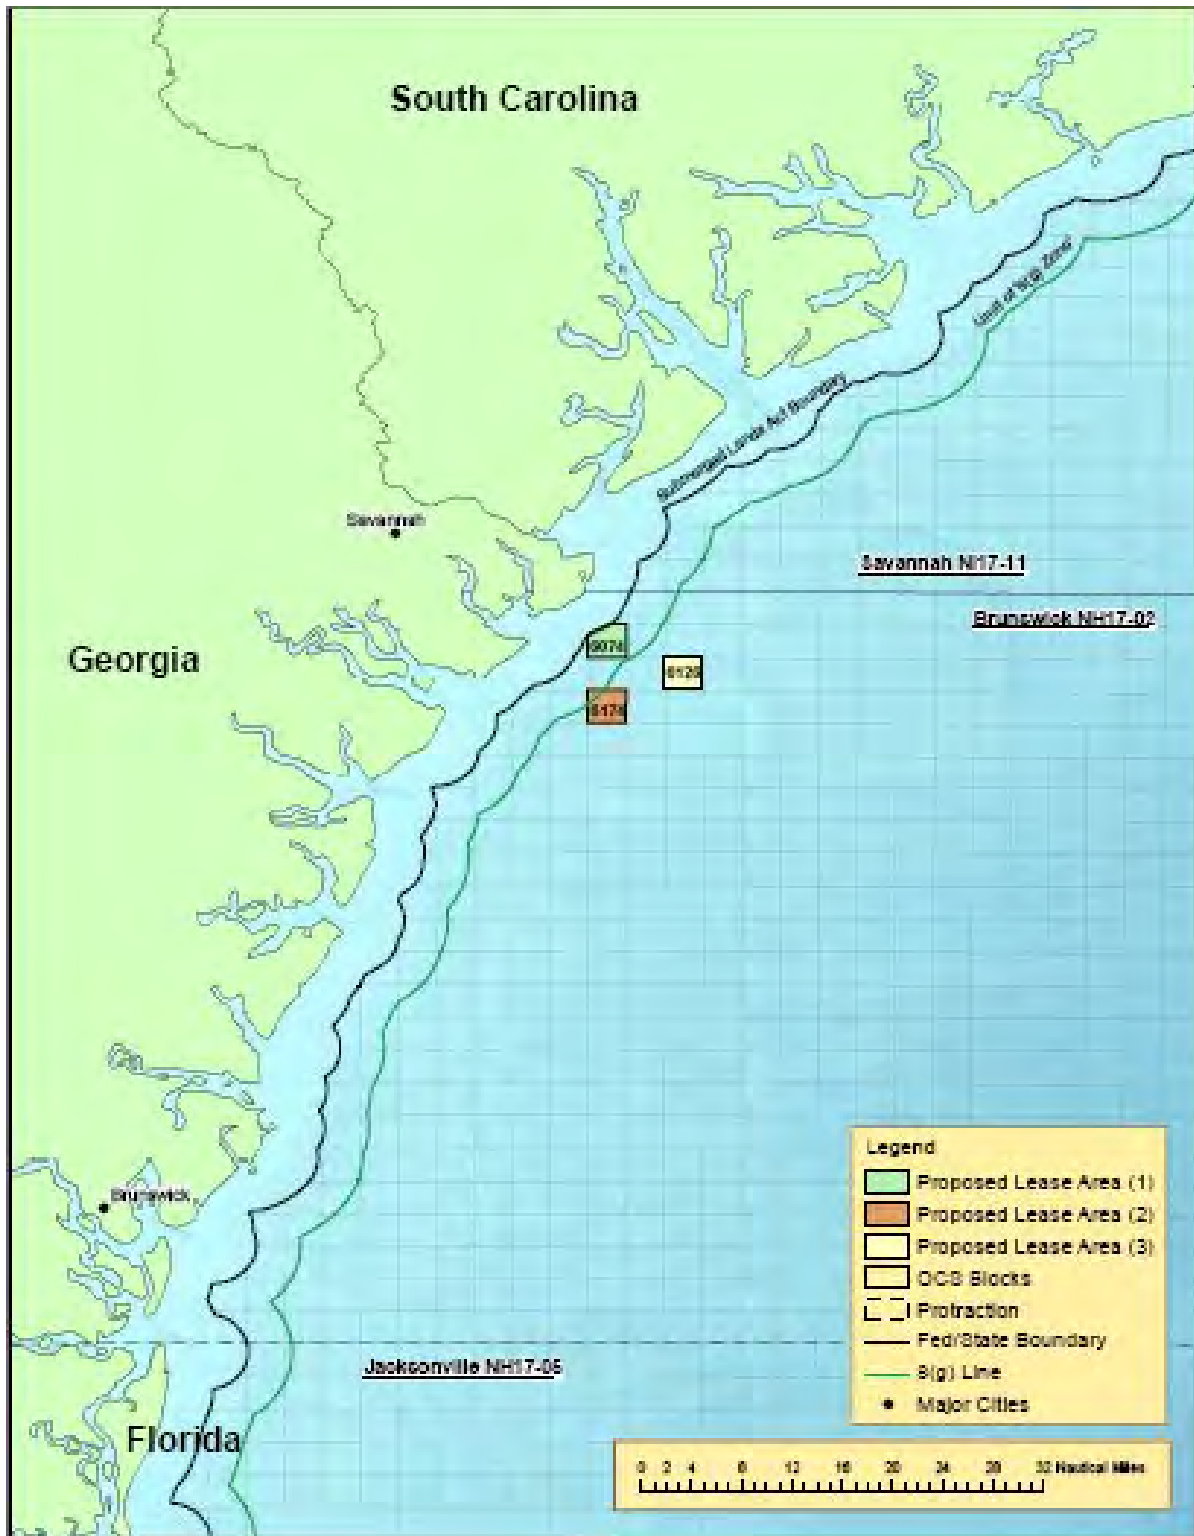 South Carolina
Limit of "8(g) Zone"
Submerged Lands Act Boundary
Savannah
Savannah NI17-11
Brunswick NH17-02
Georgia
6074
6126
6174
Legend
Proposed Lease Area (1)
Proposed Lease Area (2)
Proposed Lease Area (3)
OCS Blocks
Protraction
Fed/State Boundary
8(g) Line
Major Cities
Brunswick
Jacksonville NH17-05
Florida
0 2 4 8 12 16 20 24 28 32 Nautical Miles